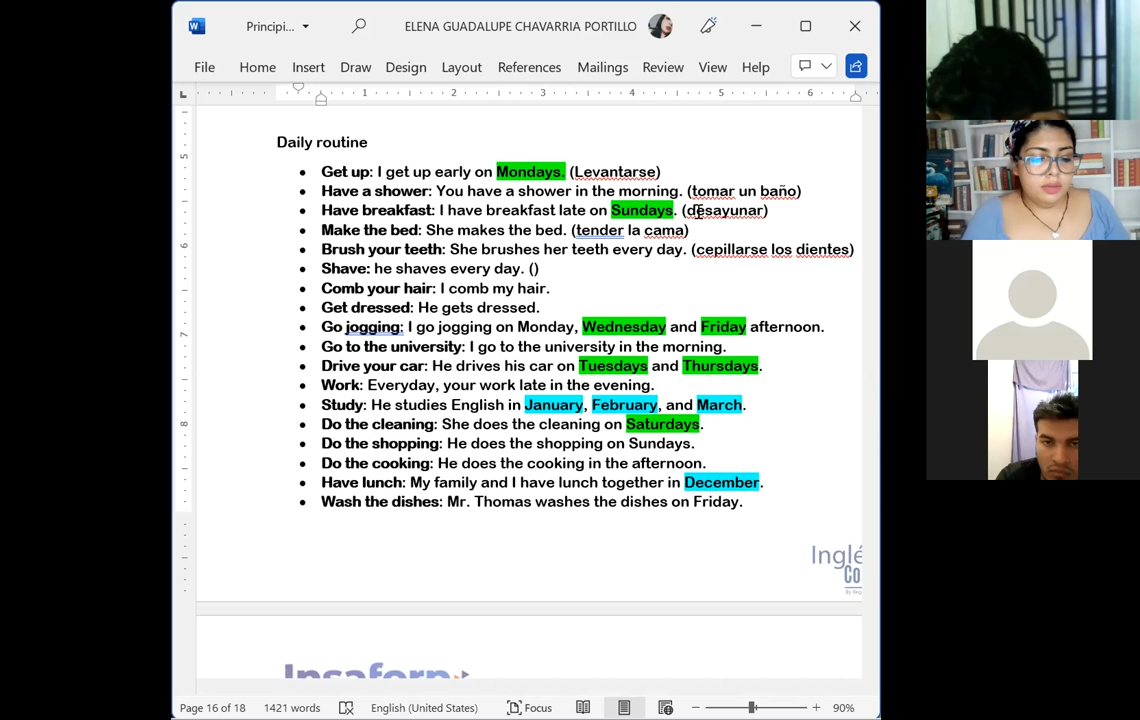 Principi... ELENA GUADALUPE CHAVARRIA PORTILLO
File Home Insert Draw Design Layout References Mailings Review View Help
1 2 3 4 5 6
Daily routine
Get up: I get up early on Mondays. (Levantarse)
Have a shower: You have a shower in the morning. (tomar un baño)
Have breakfast: I have breakfast late on Sundays. (desayunar)
Make the bed: She makes the bed. (tender la cama)
Brush your teeth: She brushes her teeth every day. (cepillarse los dientes)
Shave: he shaves every day. ()
Comb your hair: I comb my hair.
Get dressed: He gets dressed.
Go jogging: I go jogging on Monday, Wednesday and Friday afternoon.
Go to the university: I go to the university in the morning.
Drive your car: He drives his car on Tuesdays and Thursdays.
Work: Everyday, your work late in the evening.
Study: He studies English in January, February, and March.
Do the cleaning: She does the cleaning on Saturdays.
Do the shopping: He does the shopping on Sundays.
Do the cooking: He does the cooking in the afternoon.
Have lunch: My family and I have lunch together in December.
Wash the dishes: Mr. Thomas washes the dishes on Friday.
Inglé
Co
Insaforp
Page 16 of 18 1421 words English (United States) Focus 90%